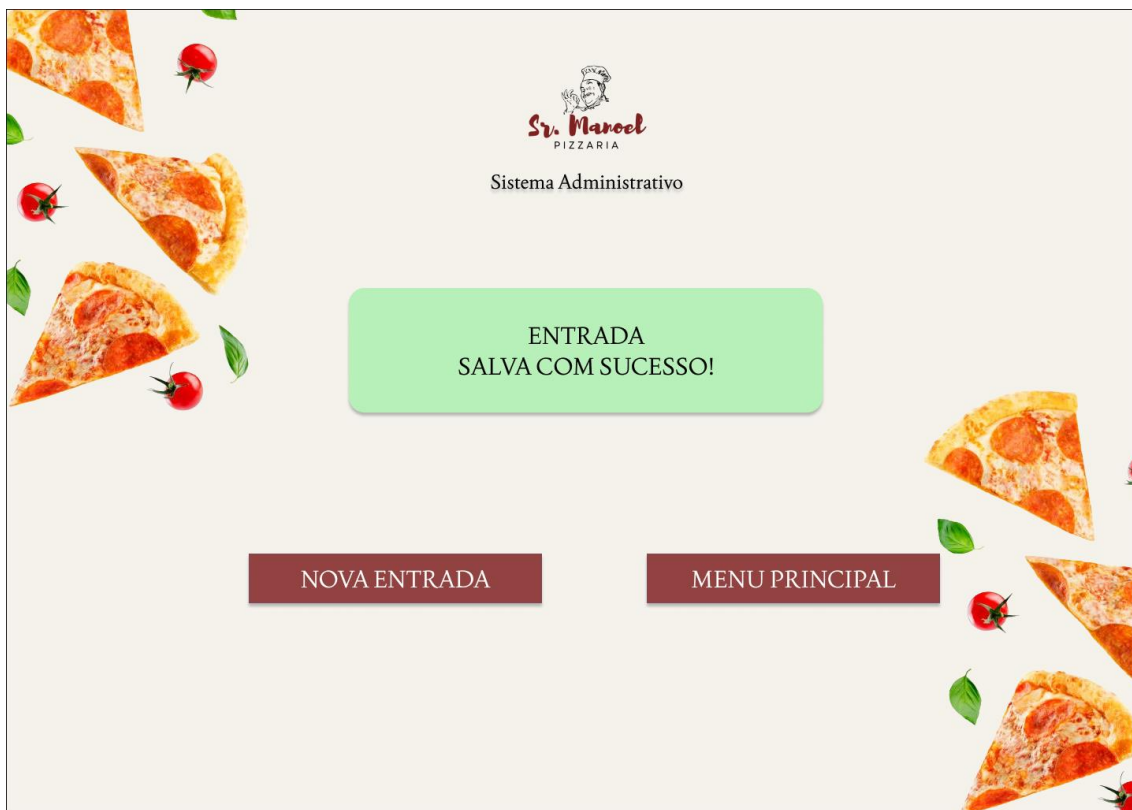 Sr. Manoel
PIZZARIA
Sistema Administrativo
ENTRADA
SALVA COM SUCESSO!
NOVA ENTRADA
MENU PRINCIPAL